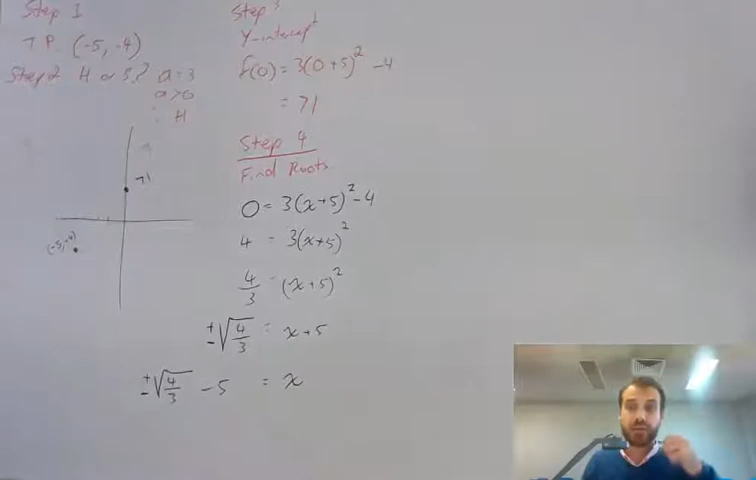 Step 1
T P. (-5, -4)
Step 2 H or S? a = 3
a > 0
∴ H
71
(-5, -4)
Step 3
Y-intercept
f(0) = 3(0+5)² -4
= 71
Step 4
Find Roots
0 = 3(x+5)² -4
4 = 3(x+5)²
4/3 = (x+5)²
±√4/3 = x+5
±√4/3 -5 = x